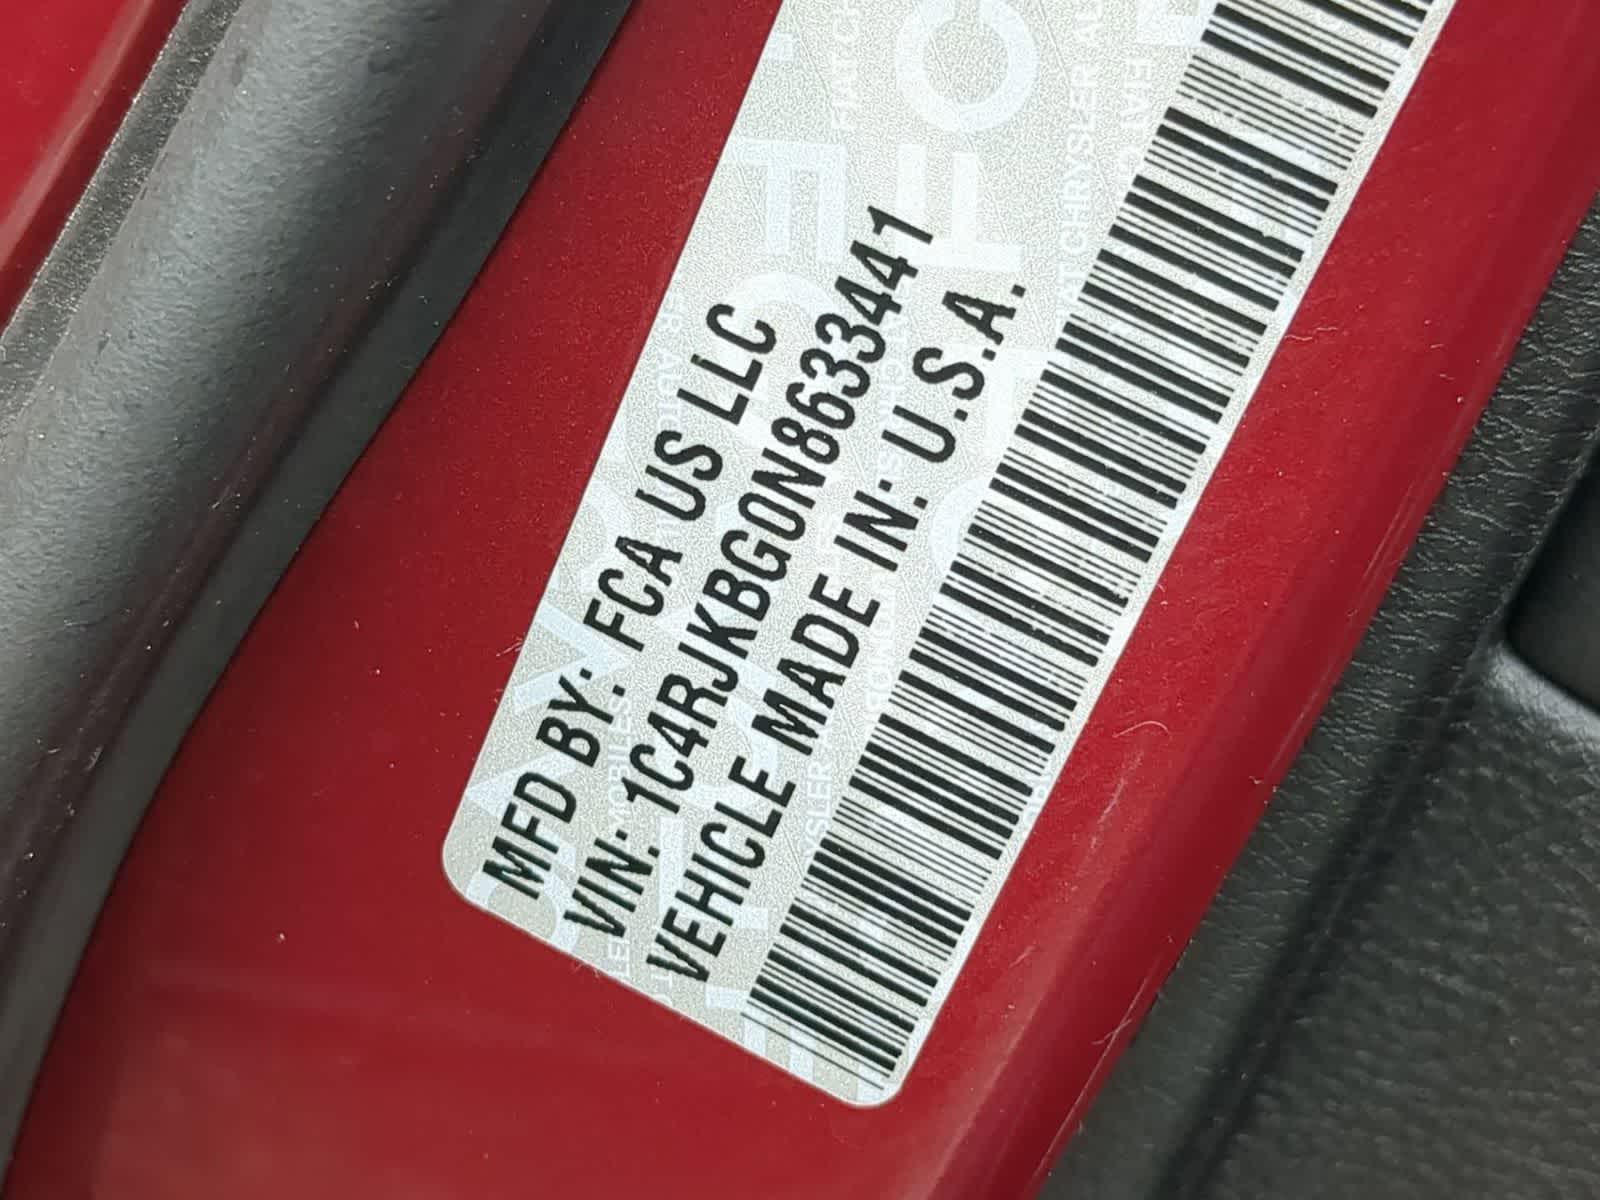 MFD BY: FCA US LLC
VIN: 1C4RJKBG0N8633441
VEHICLE MADE IN: U.S.A.